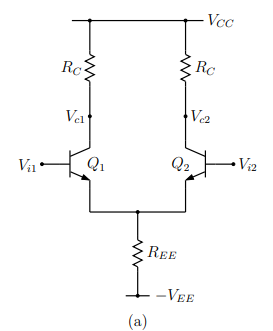 V_CC
R_C R_C
V_c1 V_c2
V_i1 Q_1 Q_2 V_i2
R_EE
−V_EE
(a)